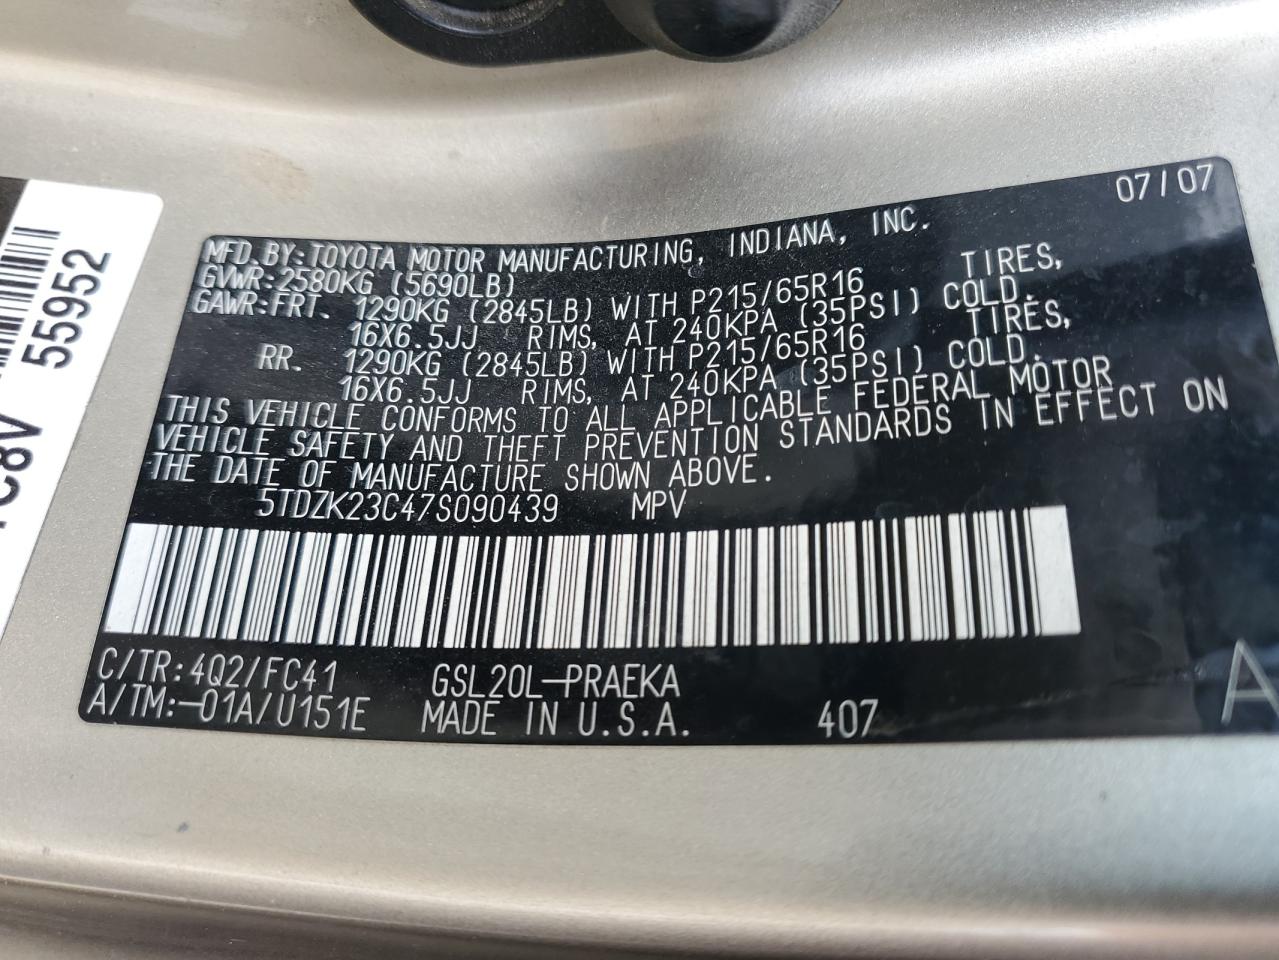 07/07
MFD.BY:TOYOTA MOTOR MANUFACTURING, INDIANA, INC.
GVWR:2580KG (5690LB)
GAWR:FRT. 1290KG (2845LB) WITH P215/65R16 TIRES,
16X6.5JJ RIMS, AT 240KPA (35PSI) COLD.
RR. 1290KG (2845LB) WITH P215/65R16 TIRES,
16X6.5JJ RIMS, AT 240KPA (35PSI) COLD.
THIS VEHICLE CONFORMS TO ALL APPLICABLE FEDERAL MOTOR
VEHICLE SAFETY AND THEFT PREVENTION STANDARDS IN EFFECT ON
THE DATE OF MANUFACTURE SHOWN ABOVE.
5TDZK23C47S090439 MPV
C/TR:4Q2/FC41 GSL20L-PRAEKA
A/TM:-01A/U151E MADE IN U.S.A. 407
A
55952